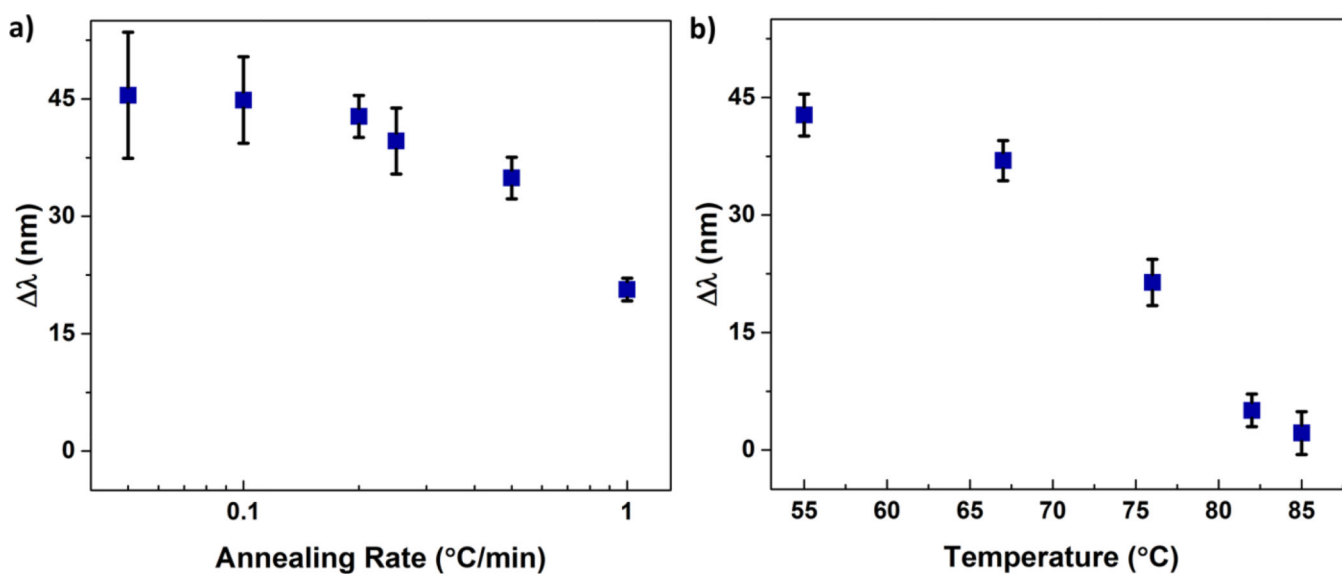 a)
45
30
15
0
Δλ (nm)
0.1
1
Annealing Rate (°C/min)
b)
45
30
15
0
Δλ (nm)
55
60
65
70
75
80
85
Temperature (°C)